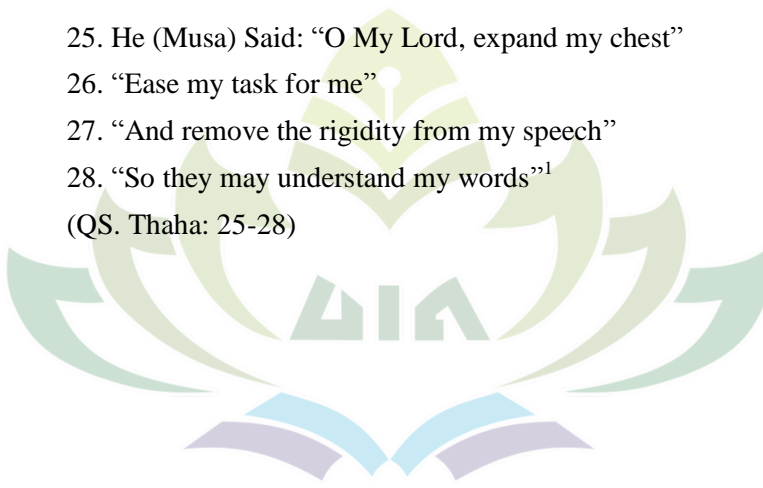 25. He (Musa) Said: “O My Lord, expand my chest”
26. “Ease my task for me”
27. “And remove the rigidity from my speech”
28. “So they may understand my words”¹
(QS. Thaha: 25-28)
UIN